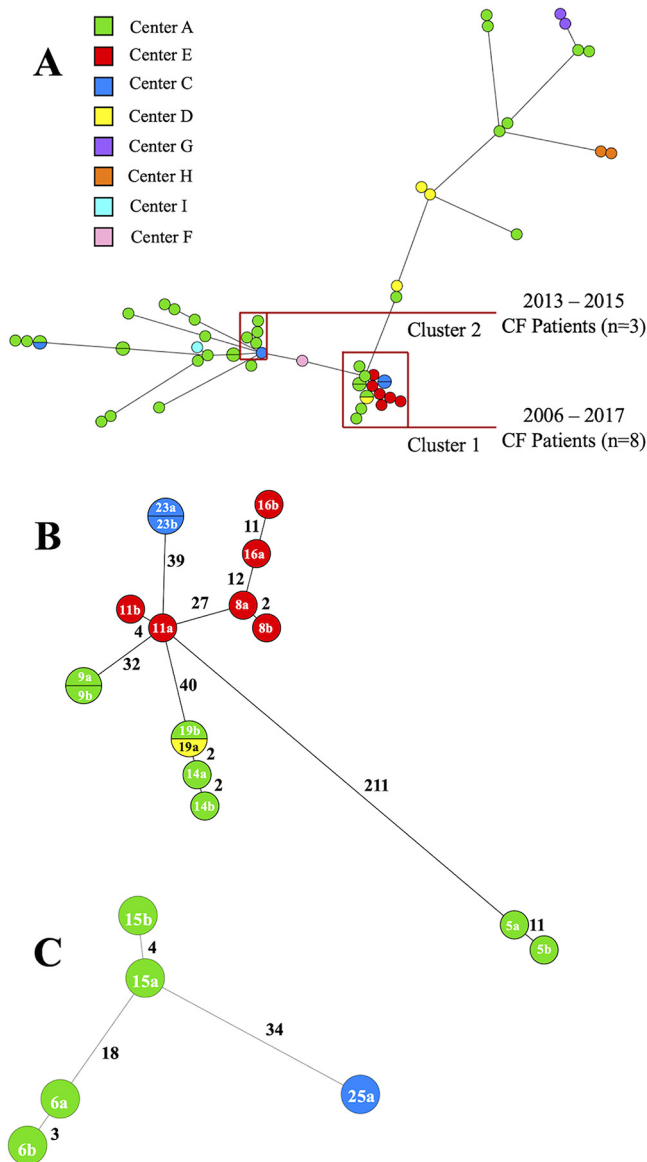 A
Center A
Center E
Center C
Center D
Center G
Center H
Center I
Center F
2013 – 2015
CF Patients (n=3)
Cluster 2
2006 – 2017
CF Patients (n=8)
Cluster 1
B
23a
23b
16b
11
16a
39
12
27
8a
2
8b
11b
11a
4
32
9a
9b
40
19b
19a
2
14a
2
14b
211
5a
11
5b
C
15b
4
15a
34
18
25a
6a
3
6b